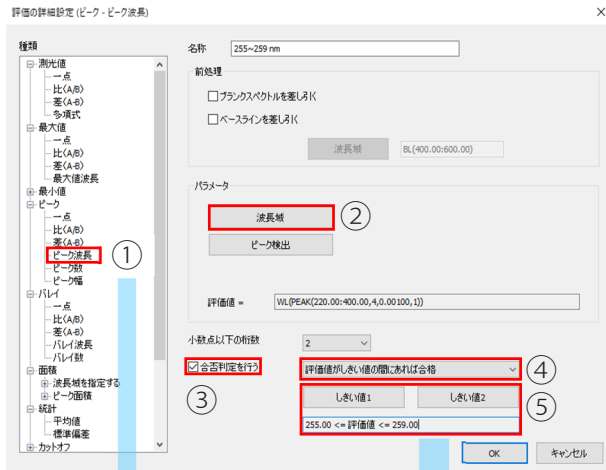 評価の詳細設定 (ピーク - ピーク波長)
種類
測光値
一点
比(A/B)
差(A-B)
多項式
最大値
一点
比(A/B)
差(A-B)
最大値波長
最小値
ピーク
一点
比(A/B)
差(A-B)
ピーク波長
①
ピーク数
ピーク幅
バレイ
一点
比(A/B)
差(A-B)
バレイ波長
バレイ数
面積
波長域を指定する
ピーク面積
統計
平均値
標準偏差
カットオフ
名称 255~259 nm
前処理
ブランクスペクトルを差し引く
ベースラインを差し引く
波長域 BL(400.00:600.00)
パラメータ
波長域 ②
ピーク検出
評価値 = WL(PEAK(220.00:400.00,4,0.00100,1))
小数点以下の桁数 2
合否判定を行う 評価値がしきい値の間にあれば合格 ④
③ しきい値1 しきい値2 ⑤
255.00 <= 評価値 <= 259.00
OK キャンセル